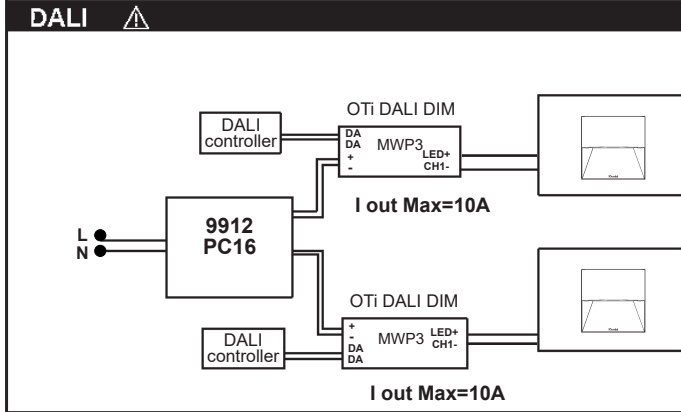 DALI
OTi DALI DIM
DALI
controller
DA
DA
+
-
MWP3
LED+
CH1-
I out Max=10A
L
N
9912
PC16
OTi DALI DIM
DALI
controller
+
-
DA
DA
MWP3
LED+
CH1-
I out Max=10A